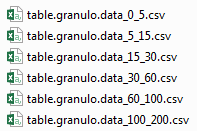 table.granulo.data_0_5.csv
table.granulo.data_5_15.csv
table.granulo.data_15_30.csv
table.granulo.data_30_60.csv
table.granulo.data_60_100.csv
table.granulo.data_100_200.csv